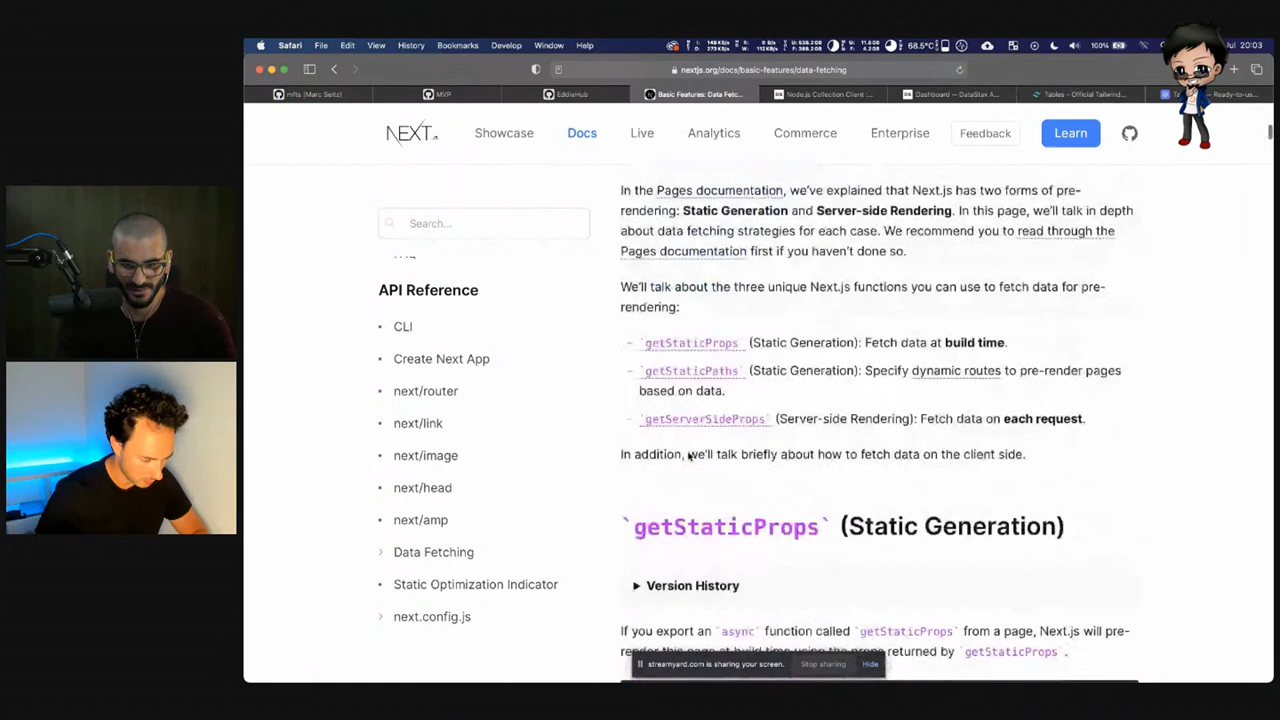 Safari File Edit View History Bookmarks Develop Window Help
68.5°C
100%
Jul 20:03
nextjs.org/docs/basic-features/data-fetching
mfts (Marc Seitz)
MVP
EddieHub
Basic Features: Data Fetc...
Node.js Collection Client ·...
Dashboard — DataStax A...
Tables - Official Tailwind...
NEXT.js Showcase Docs Live Analytics Commerce Enterprise Feedback Learn
Search...
FAQ
API Reference
CLI
Create Next App
next/router
next/link
next/image
next/head
next/amp
Data Fetching
Static Optimization Indicator
next.config.js
In the Pages documentation, we've explained that Next.js has two forms of pre-
rendering: Static Generation and Server-side Rendering. In this page, we'll talk in depth
about data fetching strategies for each case. We recommend you to read through the
Pages documentation first if you haven't done so.
We'll talk about the three unique Next.js functions you can use to fetch data for pre-
rendering:
– `getStaticProps` (Static Generation): Fetch data at build time.
– `getStaticPaths` (Static Generation): Specify dynamic routes to pre-render pages
based on data.
– `getServerSideProps` (Server-side Rendering): Fetch data on each request.
In addition, we'll talk briefly about how to fetch data on the client side.
`getStaticProps` (Static Generation)
▶ Version History
If you export an `async` function called `getStaticProps` from a page, Next.js will pre-
render this page at build time using the props returned by `getStaticProps`.
streamyard.com is sharing your screen. Stop sharing Hide